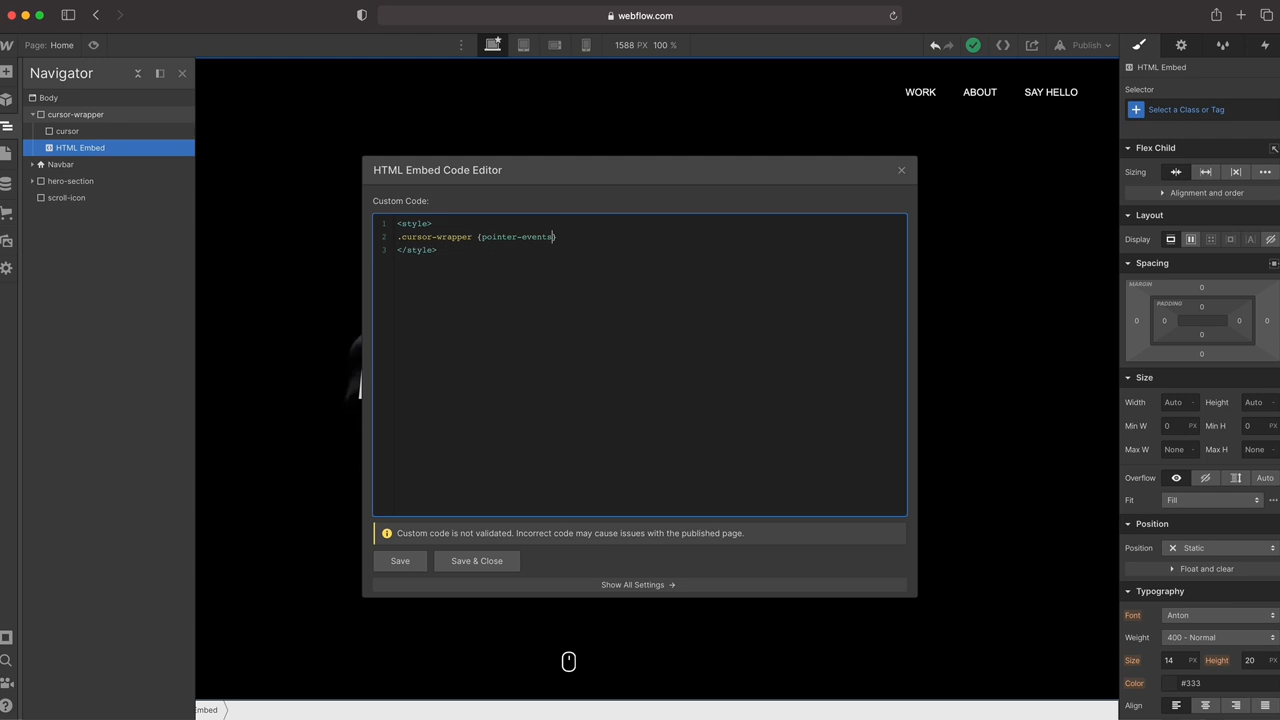 webflow.com
Page: Home
1588 PX 100 %
Publish
Navigator
Body
cursor-wrapper
cursor
HTML Embed
Navbar
hero-section
scroll-icon
WORK ABOUT SAY HELLO
HTML Embed Code Editor
Custom Code:
1 <style>
2 .cursor-wrapper {pointer-events}
3 </style>
Custom code is not validated. Incorrect code may cause issues with the published page.
Save Save & Close
Show All Settings →
HTML Embed
Selector
Select a Class or Tag
Flex Child
Sizing
Alignment and order
Layout
Display
Spacing
MARGIN
0
PADDING
0
0 0 0 0
0
0
Size
Width Auto - Height Auto -
Min W 0 PX Min H 0 PX
Max W None - Max H None -
Overflow Auto
Fit Fill
Position
Position Static
Float and clear
Typography
Font Anton
Weight 400 - Normal
Size 14 PX Height 20 PX
Color #333
Align
Embed